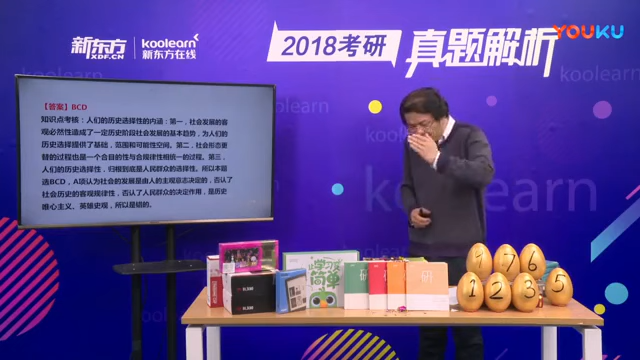 YOUKU
新东方
XDF.CN
koolearn
新东方在线
2018考研
真题解析
koolearn
koolearn
【答案】BCD
知识点考核：人们的历史选择性的内涵：第一，社会发展的客
观必然性造成了一定历史阶段社会发展的基本趋势，为人们的
历史选择提供了基础，范围和可能性空间。第二，社会形态更
替的过程也是一个合目的性与合规律性相统一的过程。第三，
人们的历史选择性，归根到底是人民群众的选择性。所以本题
选BCD，A项认为社会的发展是由人的主观意志决定的，否认了
社会历史的客观规律性，否认了人民群众的决定作用，是历史
唯心主义、英雄史观，所以是错的。
koolearn
让学习更
简单
研
9 7 6
1 2 3 5